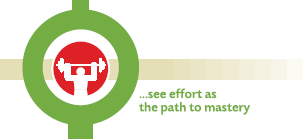 ...see effort as
the path to mastery